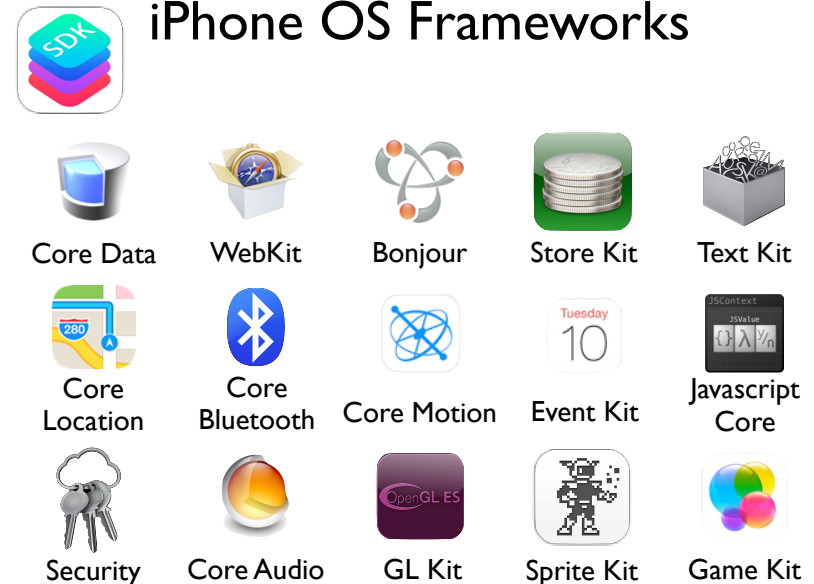 iPhone OS Frameworks
SDK
Core Data
WebKit
Bonjour
Store Kit
Text Kit
280
Tuesday
10
JSContext
JSValue
{} λ y/n
Core
Location
Core
Bluetooth
Core Motion
Event Kit
Javascript
Core
OpenGL|ES
Security
Core Audio
GL Kit
Sprite Kit
Game Kit